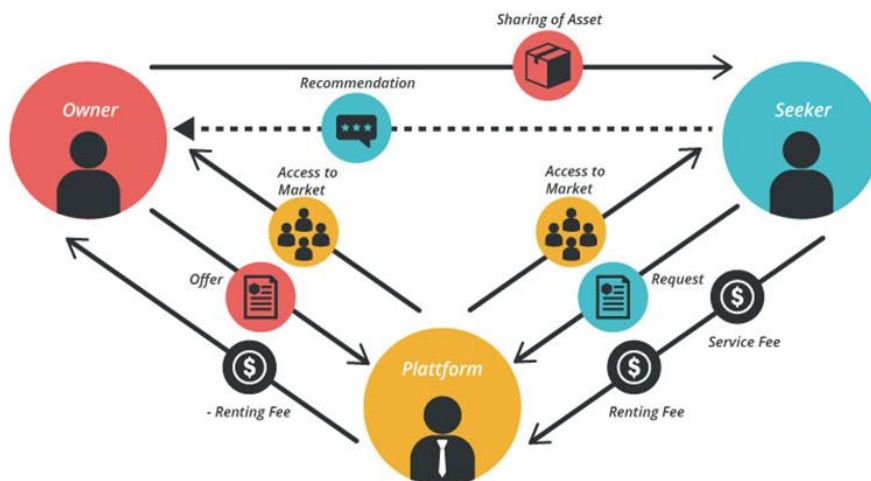 Sharing of Asset
Recommendation
Owner
Seeker
Access to
Market
Access to
Market
Offer
Request
Service Fee
Plattform
- Renting Fee
Renting Fee